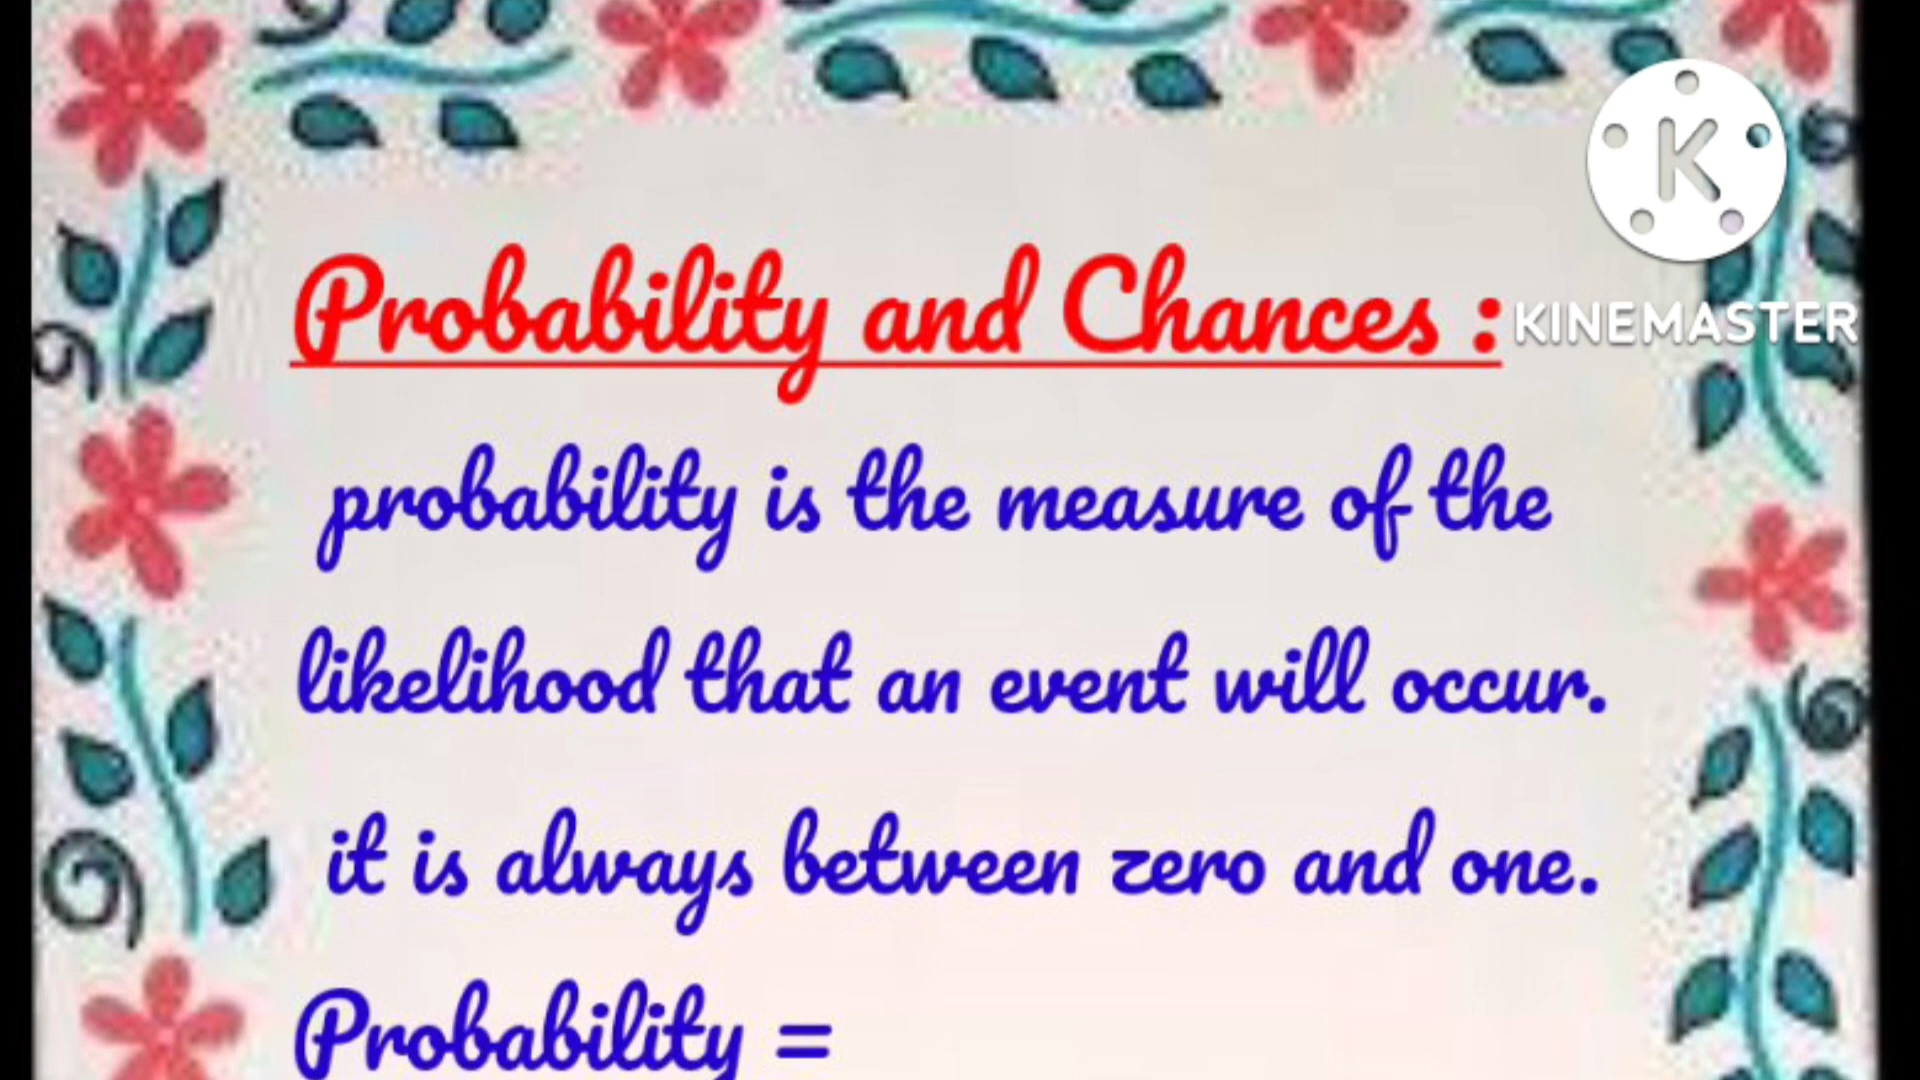 Probability and Chances :
KINEMASTER
probability is the measure of the
likelihood that an event will occur.
it is always between zero and one.
Probability =